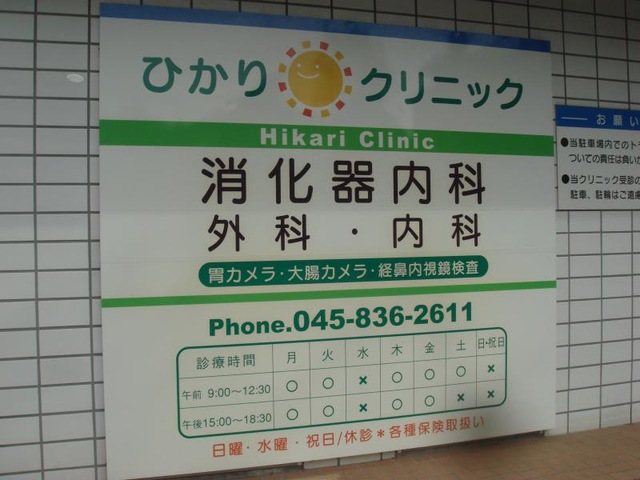 ひかり クリニック
Hikari Clinic
消化器内科
外科・内科
胃カメラ・大腸カメラ・経鼻内視鏡検査
Phone.045-836-2611
診療時間 月 火 水 木 金 土 日・祝日
午前 9:00〜12:30 ○ ○ × ○ ○ ○ ×
午後15:00〜18:30 ○ ○ × ○ ○ × ×
日曜・水曜・祝日/休診*各種保険取扱い
お願い
●当駐車場内でのト
ついての責任は負い
●当クリニック受診の
駐車、駐輪はご遠慮